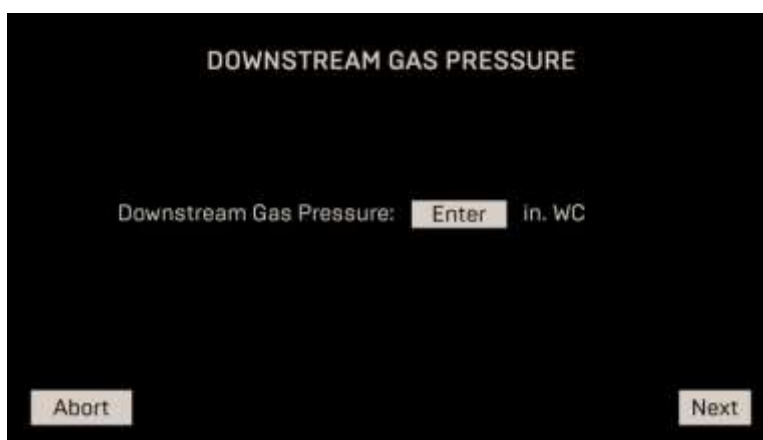 DOWNSTREAM GAS PRESSURE
Downstream Gas Pressure: Enter in. WC
Abort Next